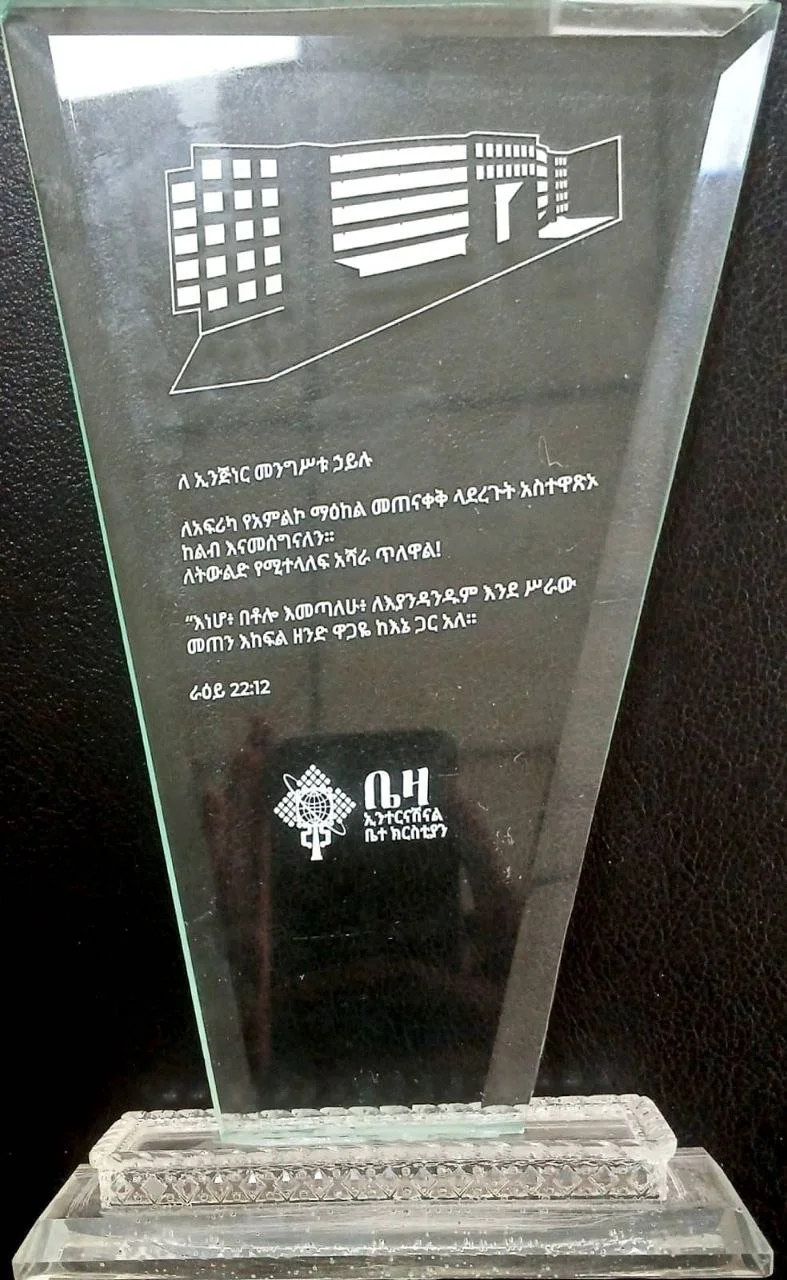 ለ ኢንጅነር መንግሥቱ ኃይሉ
ለአፍሪካ የአምልኮ ማዕከል መጠናቀቅ ላደረጉት አስተዋጽኦ
ከልብ እናመሰግናለን።
ለትውልድ የሚተላለፍ አሻራ ጥለዋል!
“እነሆ፥ በቶሎ እመጣለሁ፥ ለእያንዳንዱም እንደ ሥራው
መጠን እከፍል ዘንድ ዋጋዬ ከእኔ ጋር አለ።
ራዕይ 22:12
ቤዛ
ኢንተርናሽናል
ቤተ ክርስቲያን